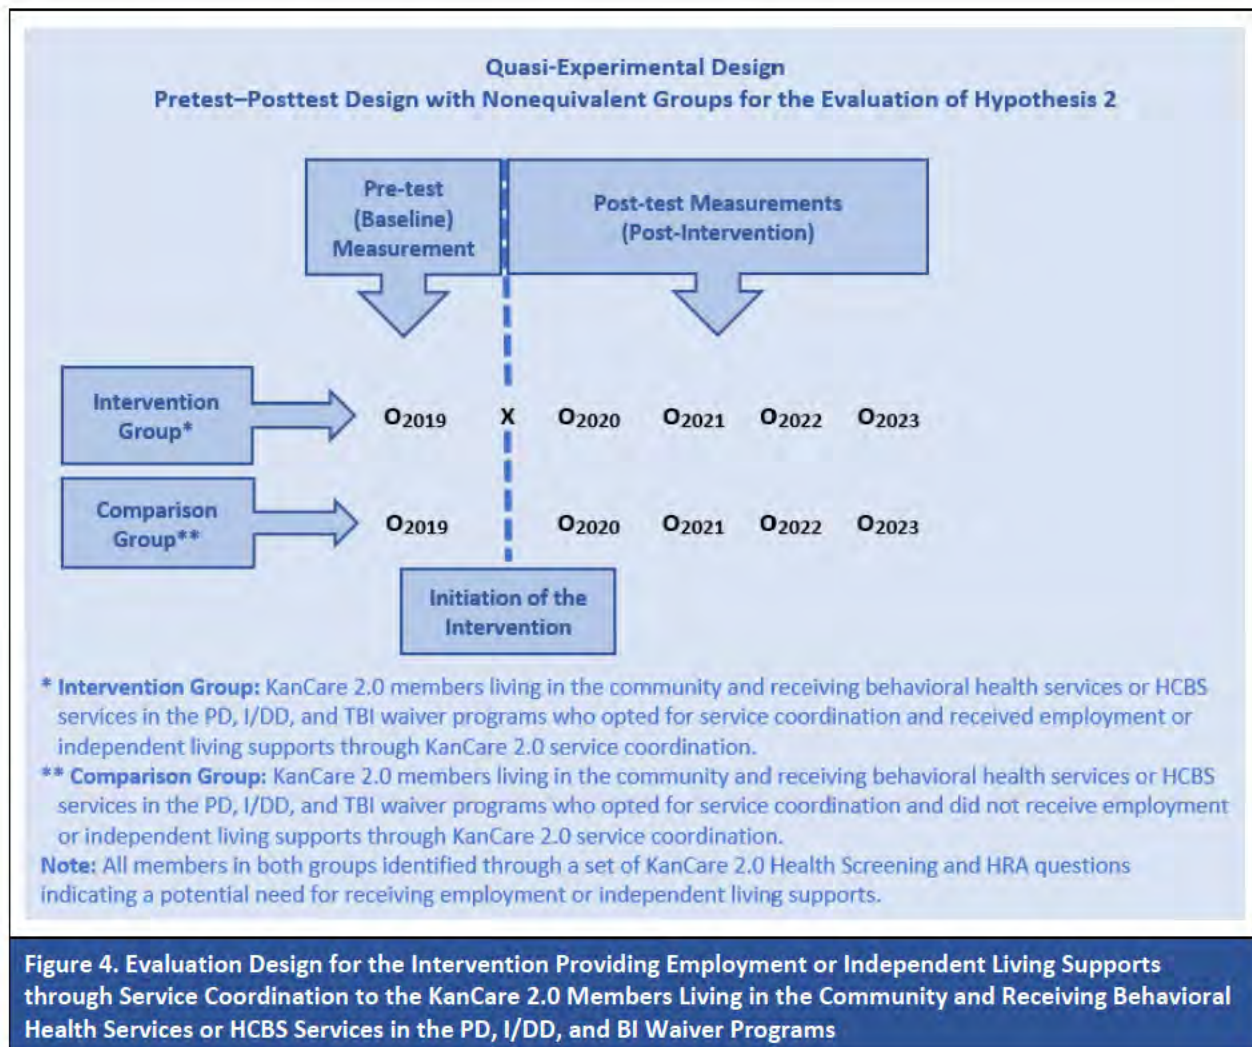 Quasi-Experimental Design
Pretest–Posttest Design with Nonequivalent Groups for the Evaluation of Hypothesis 2
Pre-test
(Baseline)
Measurement
Post-test Measurements
(Post-Intervention)
Intervention
Group*
O2019 X O2020 O2021 O2022 O2023
Comparison
Group**
O2019 O2020 O2021 O2022 O2023
Initiation of the
Intervention
* Intervention Group: KanCare 2.0 members living in the community and receiving behavioral health services or HCBS
services in the PD, I/DD, and TBI waiver programs who opted for service coordination and received employment or
independent living supports through KanCare 2.0 service coordination.
** Comparison Group: KanCare 2.0 members living in the community and receiving behavioral health services or HCBS
services in the PD, I/DD, and TBI waiver programs who opted for service coordination and did not receive employment
or independent living supports through KanCare 2.0 service coordination.
Note: All members in both groups identified through a set of KanCare 2.0 Health Screening and HRA questions
indicating a potential need for receiving employment or independent living supports.
Figure 4. Evaluation Design for the Intervention Providing Employment or Independent Living Supports
through Service Coordination to the KanCare 2.0 Members Living in the Community and Receiving Behavioral
Health Services or HCBS Services in the PD, I/DD, and BI Waiver Programs